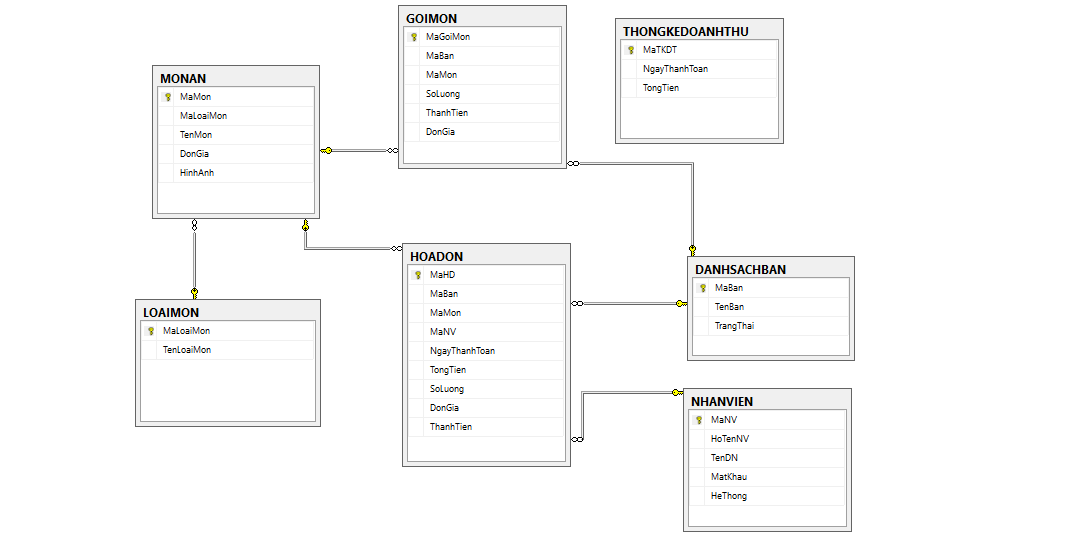 GOIMON
MaGoiMon
MaBan
MaMon
SoLuong
ThanhTien
DonGia
THONGKEDOANHTHU
MaTKDT
NgayThanhToan
TongTien
MONAN
MaMon
MaLoaiMon
TenMon
DonGia
HinhAnh
HOADON
MaHD
MaBan
MaMon
MaNV
NgayThanhToan
TongTien
SoLuong
DonGia
ThanhTien
DANHSACHBAN
MaBan
TenBan
TrangThai
LOAIMON
MaLoaiMon
TenLoaiMon
NHANVIEN
MaNV
HoTenNV
TenDN
MatKhau
HeThong